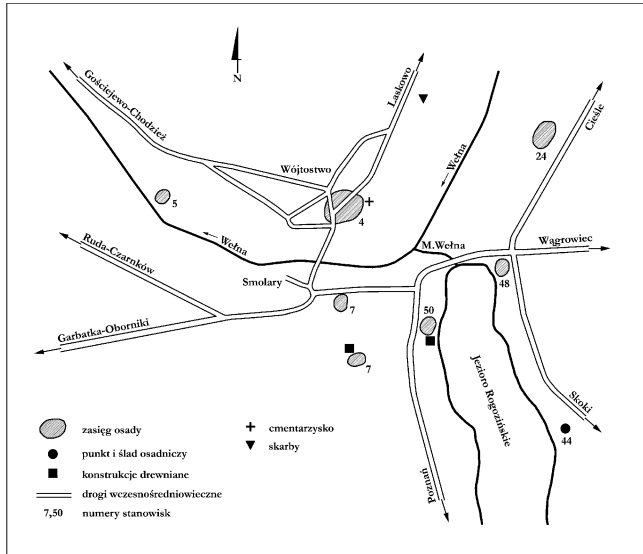 N
Gościejewo-Chodzież
Laskowo
Cieśle
24
Wójtostwo
Wełna
5
4
Wełna
M.Wełna
Wągrowiec
Ruda-Czarnków
Smolary
48
7
50
Garbatka-Oborniki
7
Jezioro Rogozińskie
Skoki
44
Poznań
zasięg osady
punkt i ślad osadniczy
konstrukcje drewniane
drogi wczesnośredniowieczne
7,50 numery stanowisk
cmentarzysko
skarby